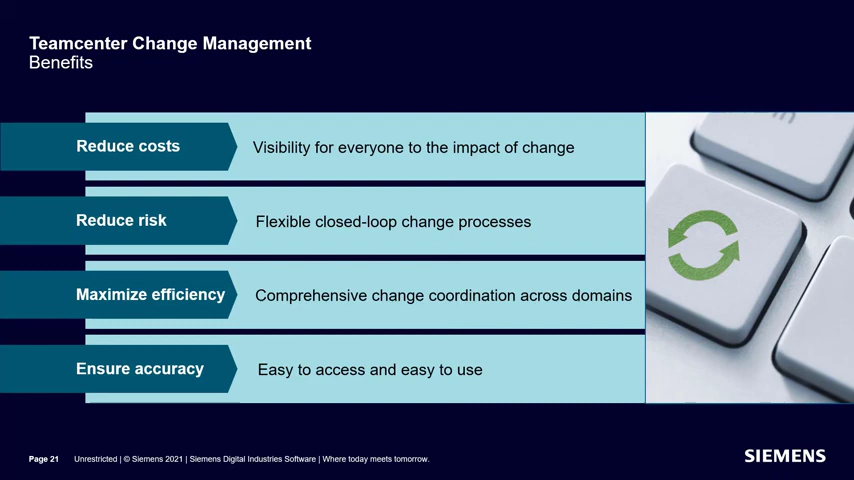 Teamcenter Change Management
Benefits
Reduce costs
Visibility for everyone to the impact of change
Reduce risk
Flexible closed-loop change processes
Maximize efficiency
Comprehensive change coordination across domains
Ensure accuracy
Easy to access and easy to use
Page 21 Unrestricted | © Siemens 2021 | Siemens Digital Industries Software | Where today meets tomorrow.
SIEMENS